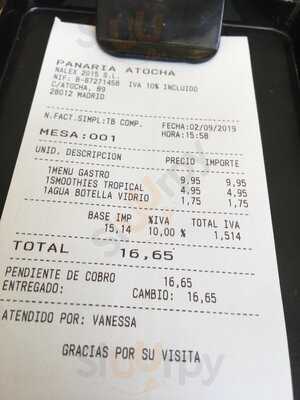 PANARIA ATOCHA
NALEX 2015 S.L.
NIF: B-87271458 IVA 10% INCLUIDO
C/ATOCHA, 89
28012 MADRID
N.FACT.SIMPL:TB COMP. FECHA:02/09/2019
MESA:001 HORA:15:58
UNID. DESCRIPCION PRECIO IMPORTE
1MENU GASTRO 9,95 9,95
1SMOOTHIES TROPICAL 4,95 4,95
1AGUA BOTELLA VIDRIO 1,75 1,75
BASE IMP %IVA TOTAL IVA
15,14 10,00 % 1,514
TOTAL 16,65
PENDIENTE DE COBRO 16,65
ENTREGADO: CAMBIO: 16,65
ATENDIDO POR: VANESSA
GRACIAS POR SU VISITA
sluurpy